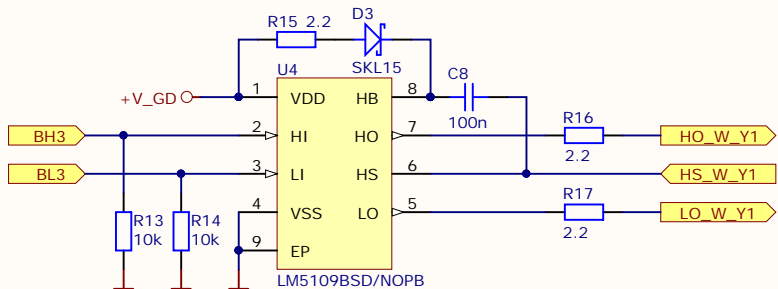 R15 2.2
D3
SKL15
U4
C8
100n
+V_GD
1 VDD HB 8
BH3
2 HI HO 7
R16
2.2
HO_W_Y1
BL3
3 LI HS 6
HS_W_Y1
R13
10k
R14
10k
4 VSS LO 5
R17
2.2
LO_W_Y1
9 EP
LM5109BSD/NOPB